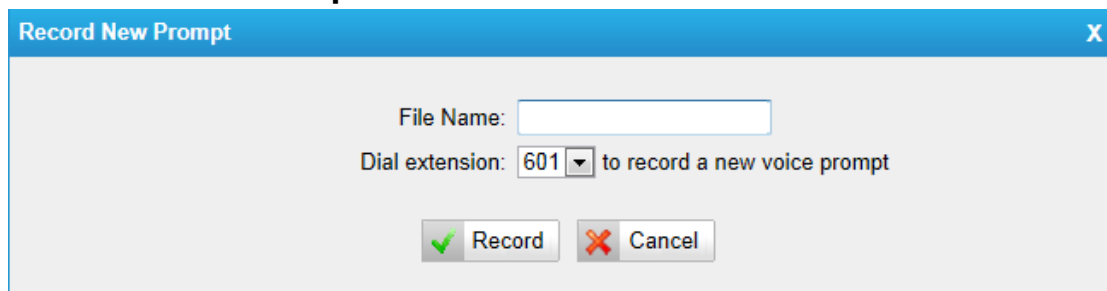 Record New Prompt X
File Name:
Dial extension: 601 to record a new voice prompt
Record Cancel